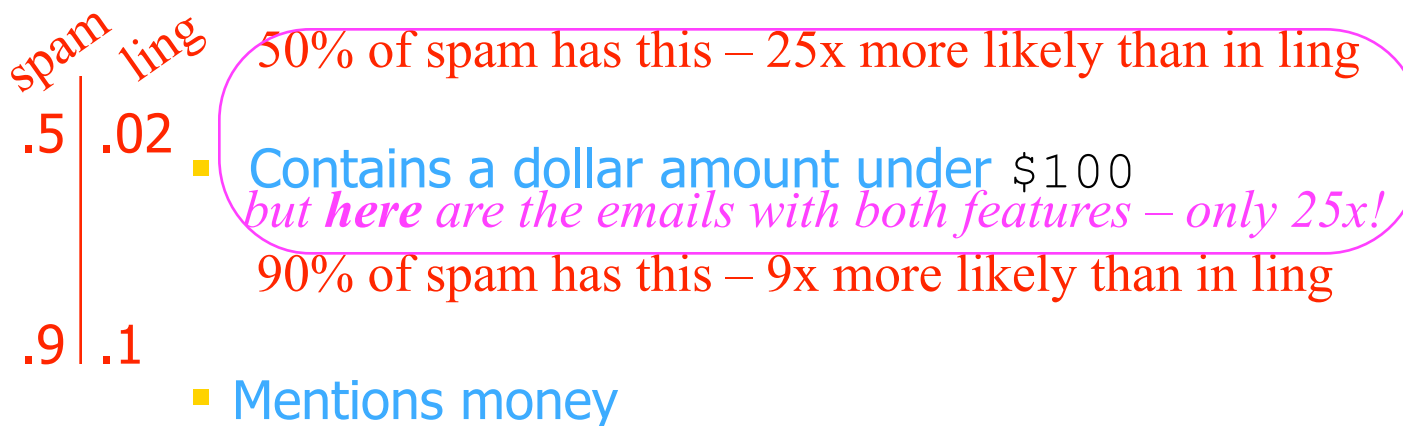 spam ling
50% of spam has this – 25x more likely than in ling
.5 .02
Contains a dollar amount under $100
but here are the emails with both features – only 25x!
90% of spam has this – 9x more likely than in ling
.9 .1
Mentions money